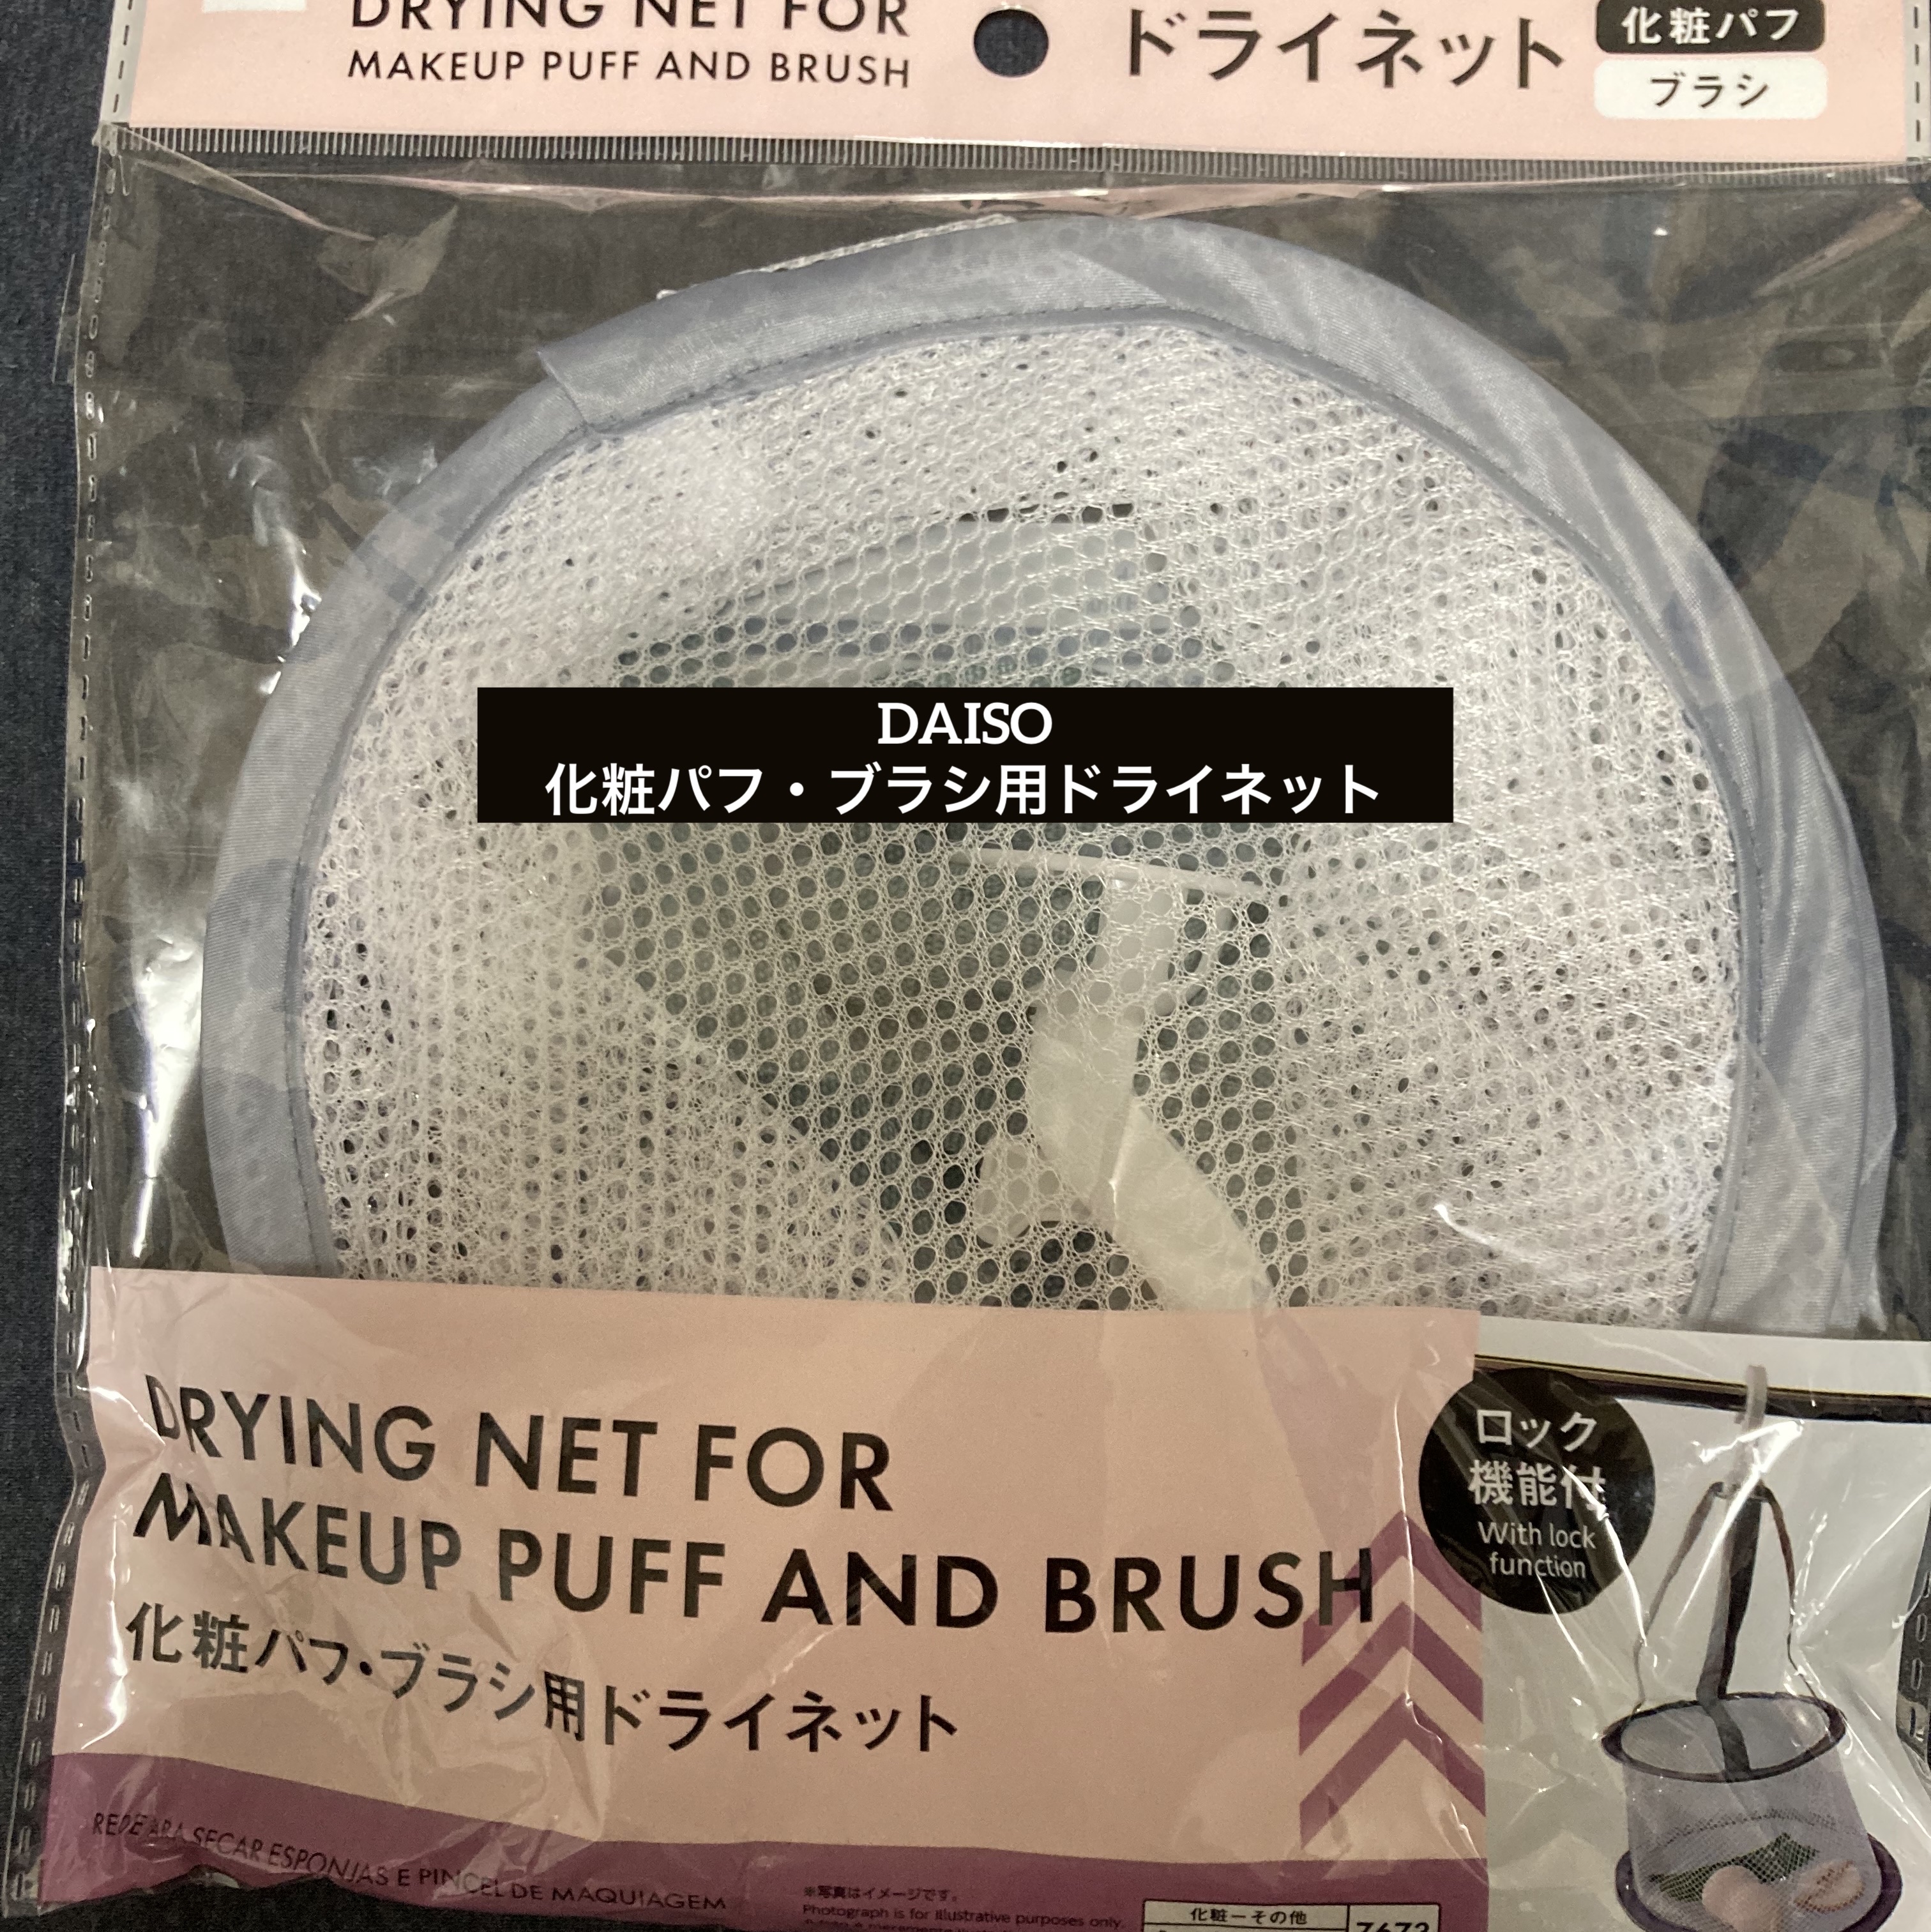 DRYING NET FOR
MAKEUP PUFF AND BRUSH
ドライネット
化粧パフ
ブラシ
DAISO
化粧パフ・ブラシ用ドライネット
DRYING NET FOR
MAKEUP PUFF AND BRUSH
化粧パフ・ブラシ用ドライネット
ロック
機能付
With lock
function
SECAR ESPONJAS E PINCEL DE MAQUIAGEM
※写真はイメージです。
Photograph is for illustrative purposes only.
化粧ーその他